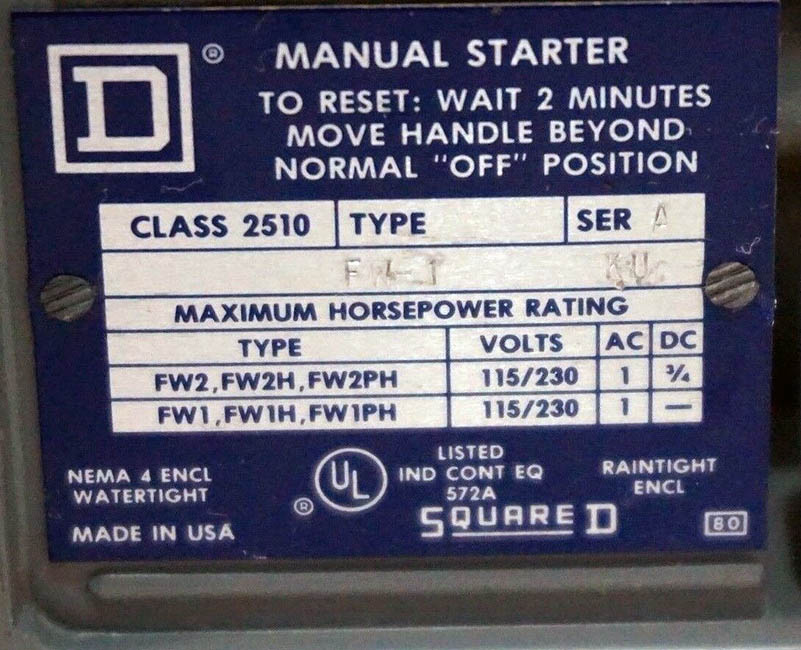 D ®
MANUAL STARTER
TO RESET: WAIT 2 MINUTES
MOVE HANDLE BEYOND
NORMAL "OFF" POSITION
CLASS 2510 TYPE SER A
MAXIMUM HORSEPOWER RATING
TYPE VOLTS AC DC
FW2,FW2H,FW2PH 115/230 1 ¾
FW1,FW1H,FW1PH 115/230 1 —
NEMA 4 ENCL
WATERTIGHT
MADE IN USA
® UL
LISTED
IND CONT EQ
572A
SQUARE D
RAINTIGHT
ENCL
80